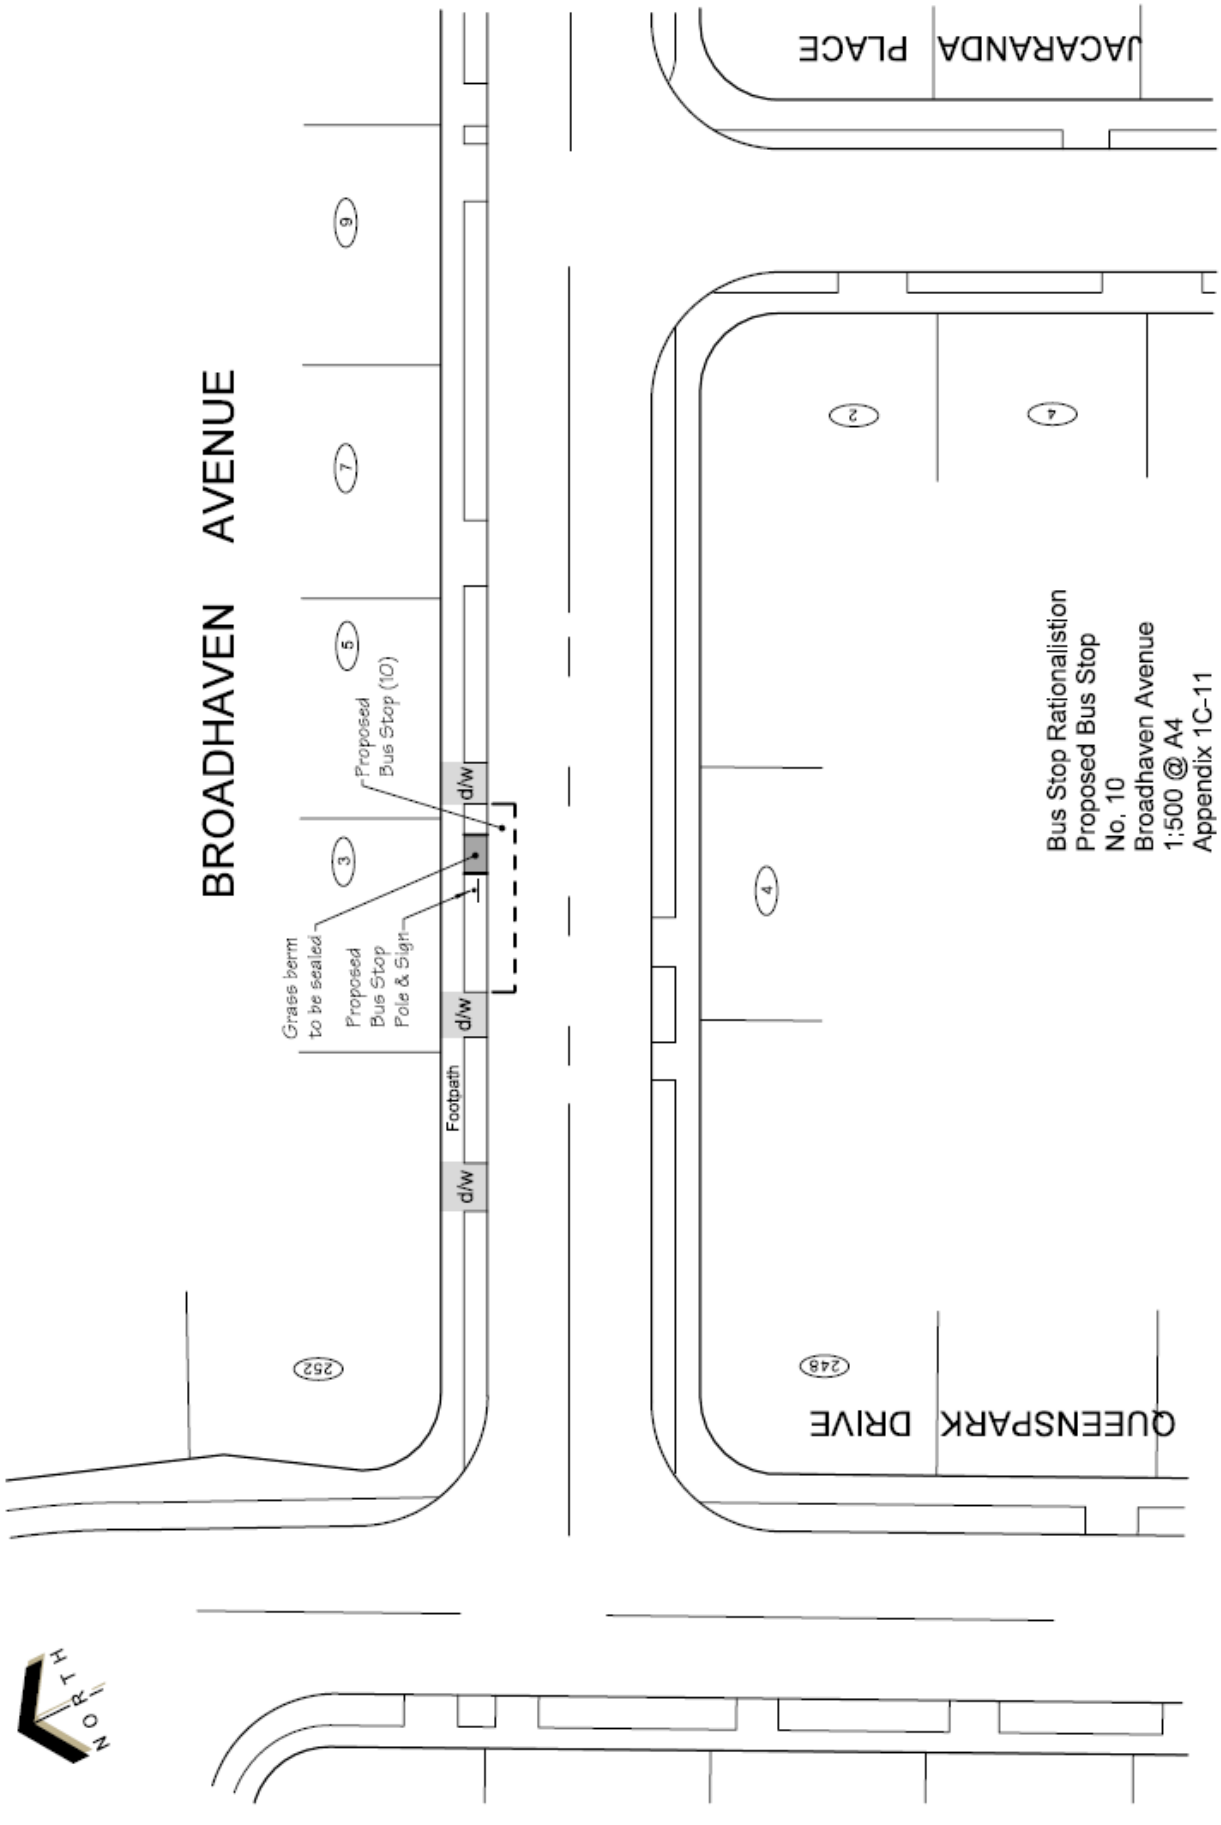 BROADHAVEN AVENUE
JACARANDA PLACE
QUEENSPARK DRIVE
252
3
5
7
9
4
2
4
248
Grass berm
to be sealed
Proposed
Bus Stop
Pole & Sign
Proposed
Bus Stop (10)
d/w
Footpath
d/w
d/w
Bus Stop Rationalistion
Proposed Bus Stop
No. 10
Broadhaven Avenue
1:500 @ A4
Appendix 1C-11
NORTH